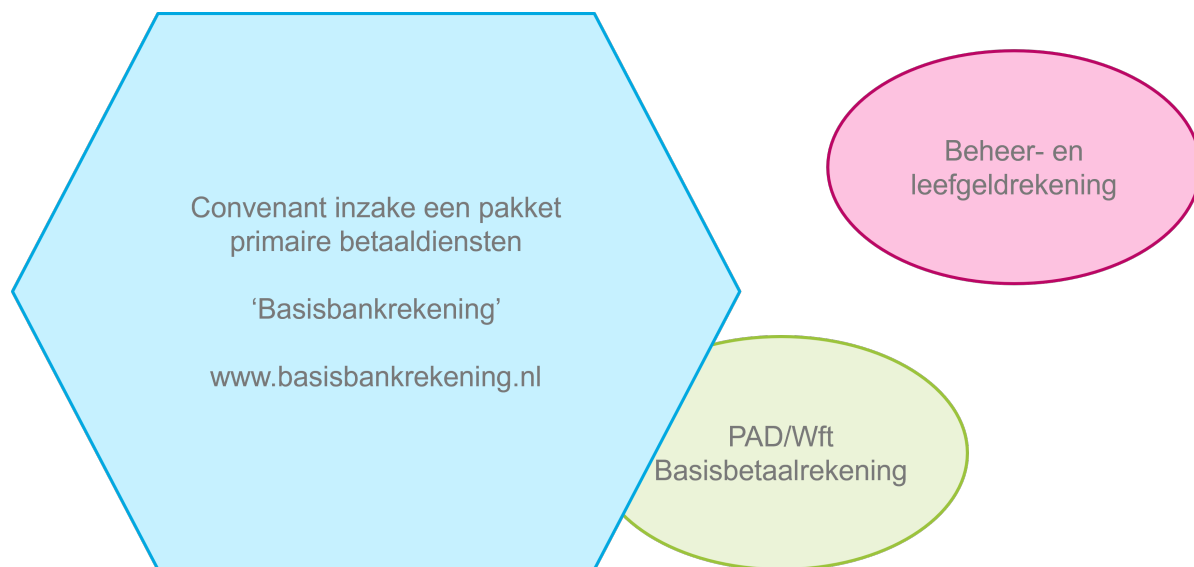 Convenant inzake een pakket
primaire betaaldiensten
‘Basisbankrekening’
www.basisbankrekening.nl
Beheer- en
leefgeldrekening
PAD/Wft
Basisbetaalrekening